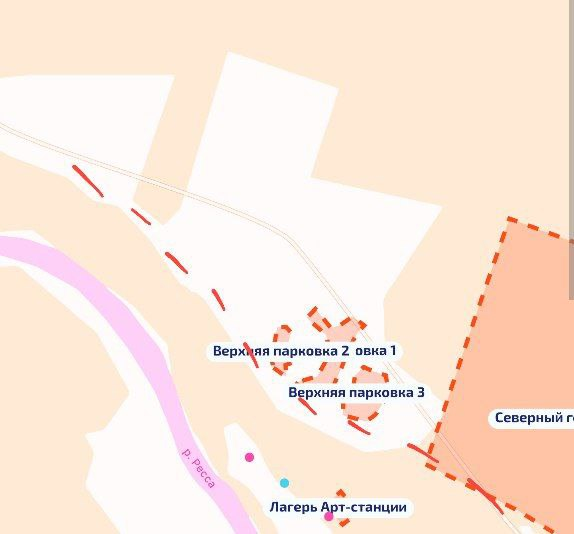 Верхняя парковка 2
овка 1
Верхняя парковка 3
Северный г
р. Ресса
Лагерь Арт-станции